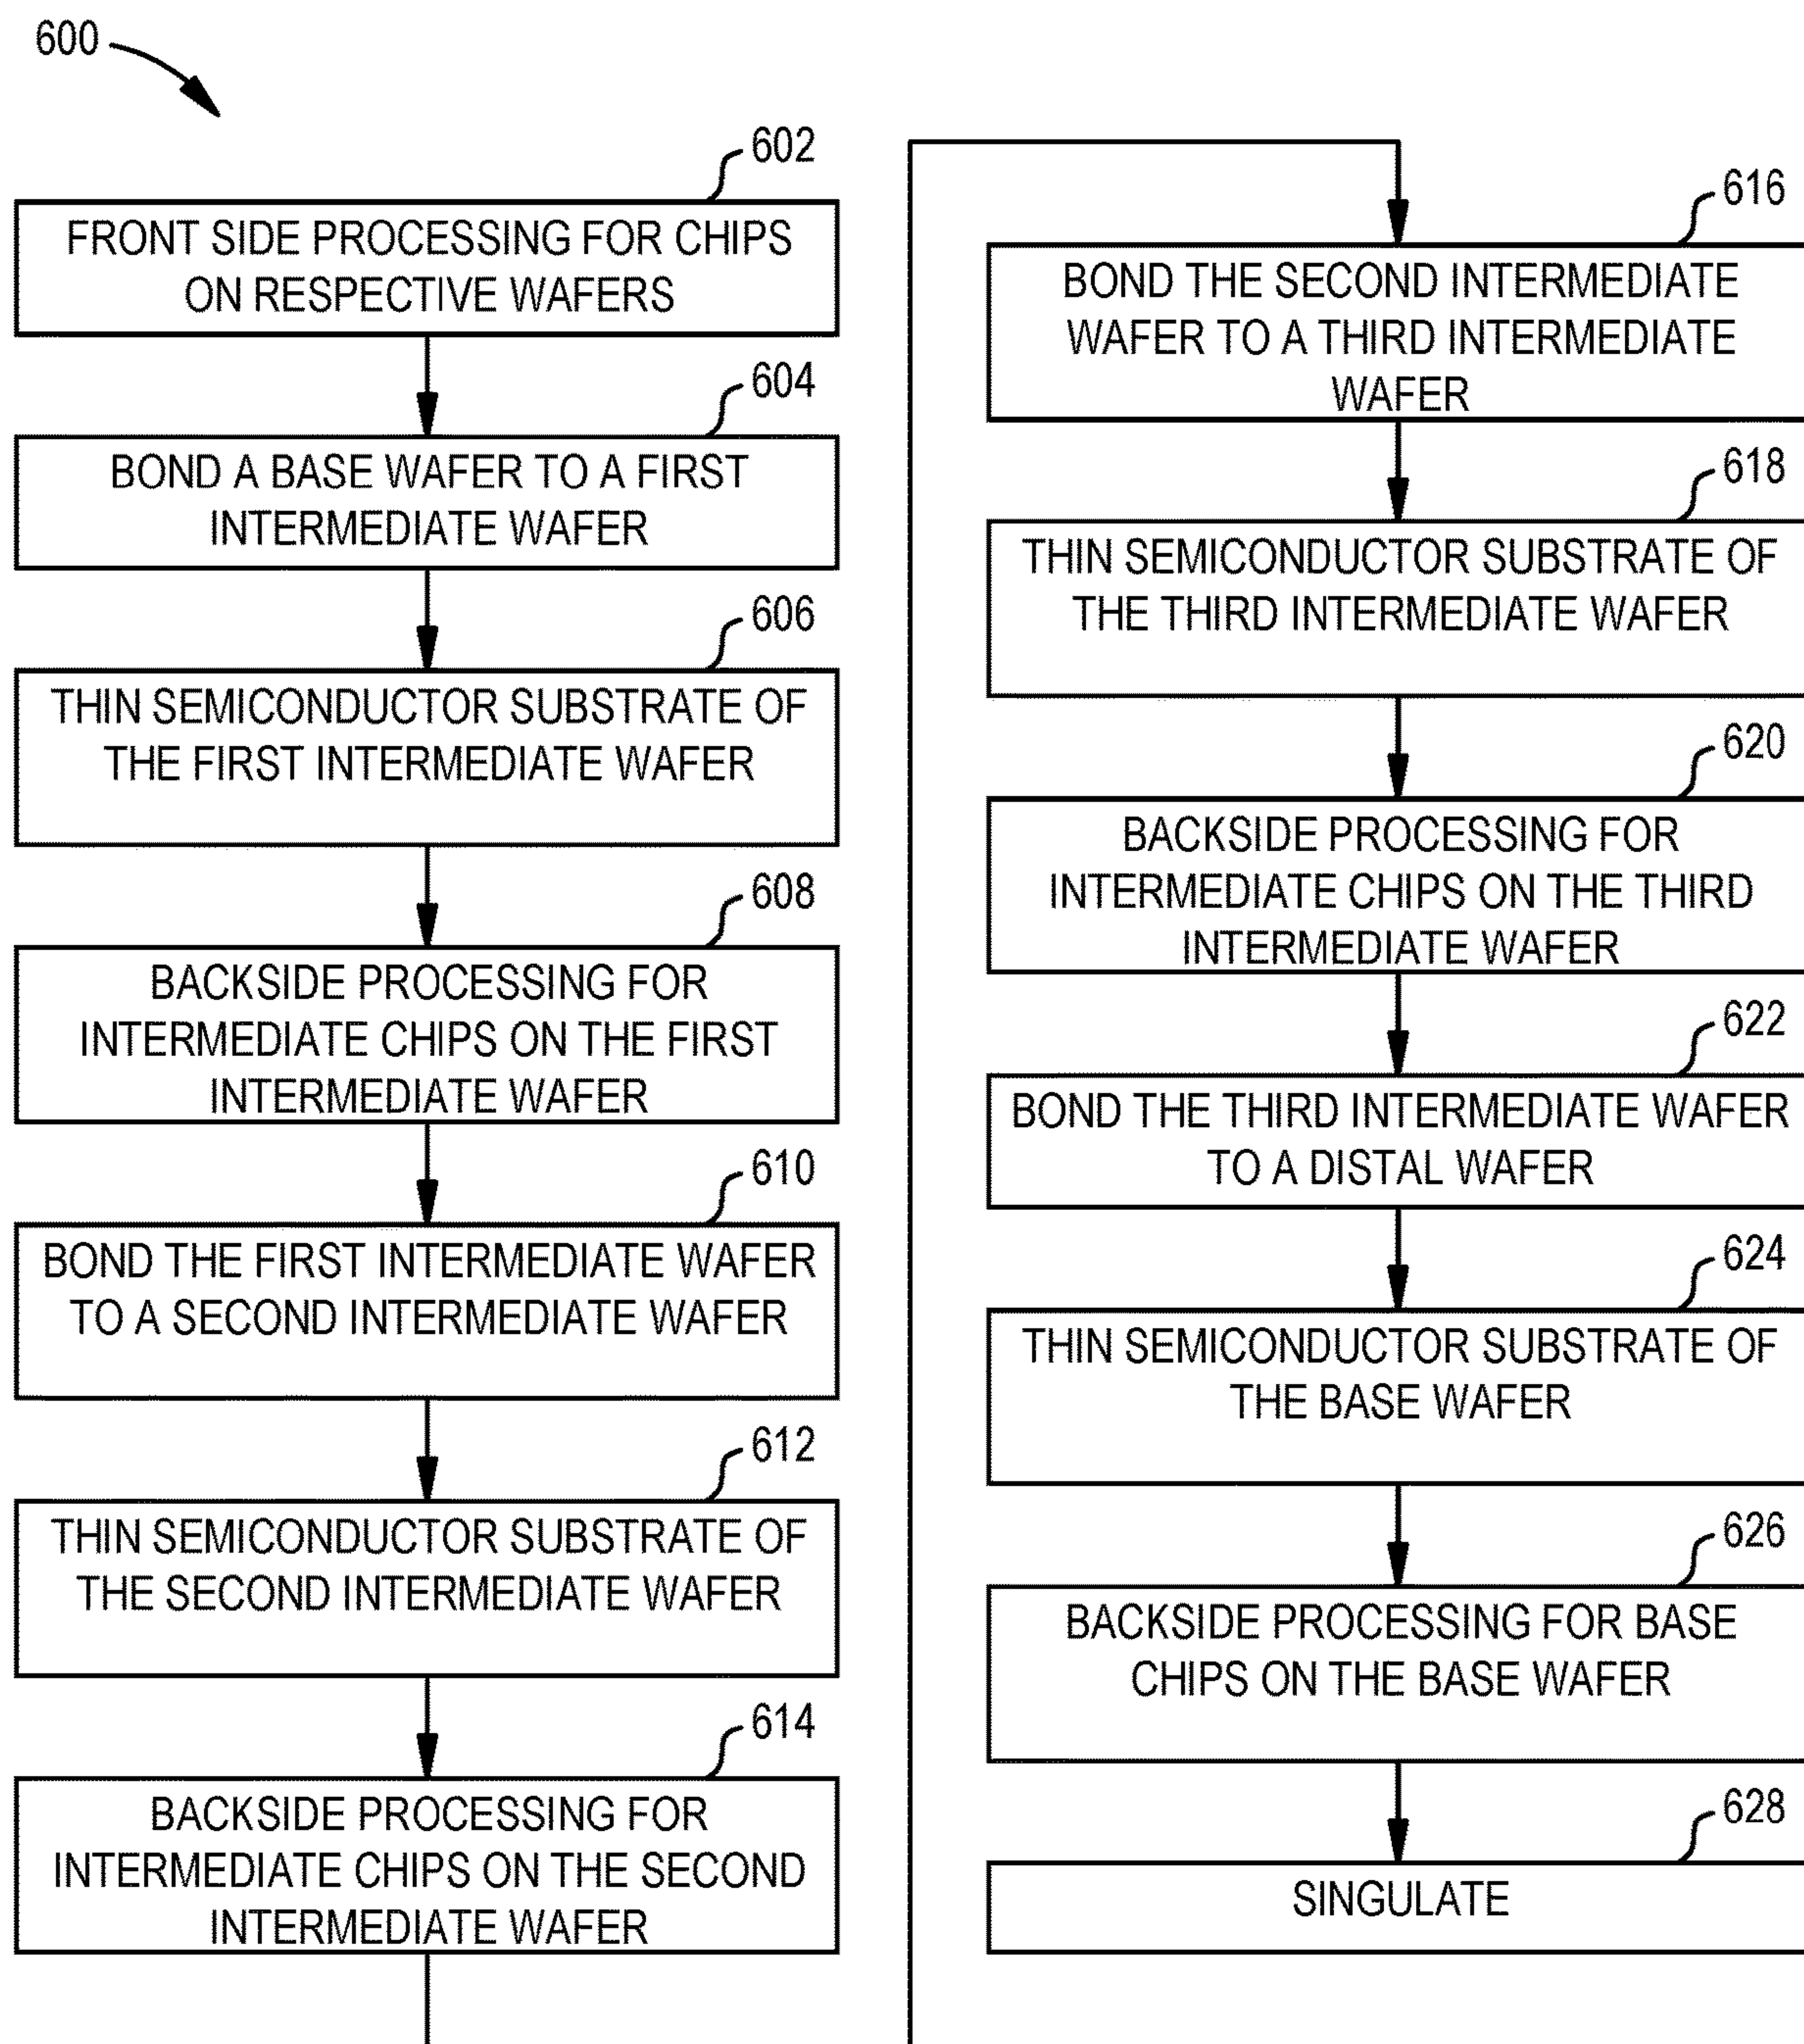 600
602
FRONT SIDE PROCESSING FOR CHIPS
ON RESPECTIVE WAFERS
604
BOND A BASE WAFER TO A FIRST
INTERMEDIATE WAFER
606
THIN SEMICONDUCTOR SUBSTRATE OF
THE FIRST INTERMEDIATE WAFER
608
BACKSIDE PROCESSING FOR
INTERMEDIATE CHIPS ON THE FIRST
INTERMEDIATE WAFER
610
BOND THE FIRST INTERMEDIATE WAFER
TO A SECOND INTERMEDIATE WAFER
612
THIN SEMICONDUCTOR SUBSTRATE OF
THE SECOND INTERMEDIATE WAFER
614
BACKSIDE PROCESSING FOR
INTERMEDIATE CHIPS ON THE SECOND
INTERMEDIATE WAFER
616
BOND THE SECOND INTERMEDIATE
WAFER TO A THIRD INTERMEDIATE
WAFER
618
THIN SEMICONDUCTOR SUBSTRATE OF
THE THIRD INTERMEDIATE WAFER
620
BACKSIDE PROCESSING FOR
INTERMEDIATE CHIPS ON THE THIRD
INTERMEDIATE WAFER
622
BOND THE THIRD INTERMEDIATE WAFER
TO A DISTAL WAFER
624
THIN SEMICONDUCTOR SUBSTRATE OF
THE BASE WAFER
626
BACKSIDE PROCESSING FOR BASE
CHIPS ON THE BASE WAFER
628
SINGULATE